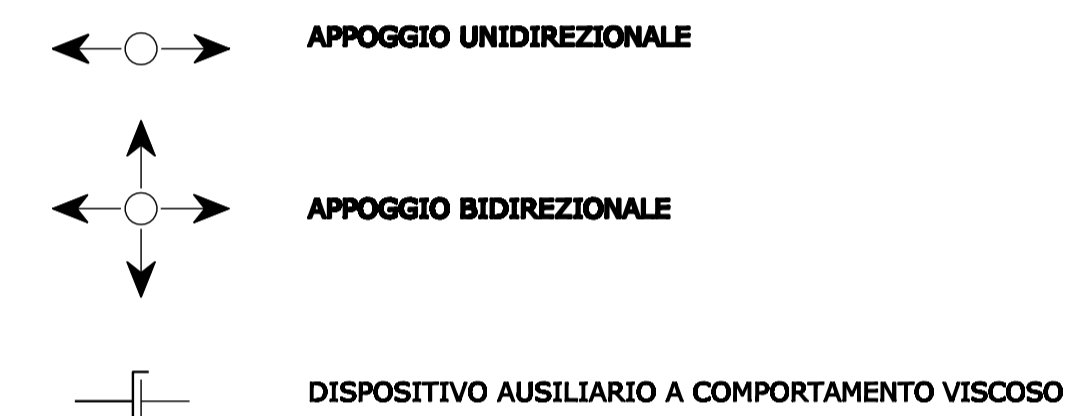 APPOGGIO UNIDIREZIONALE
APPOGGIO BIDIREZIONALE
DISPOSITIVO AUSILIARIO A COMPORTAMENTO VISCOSO